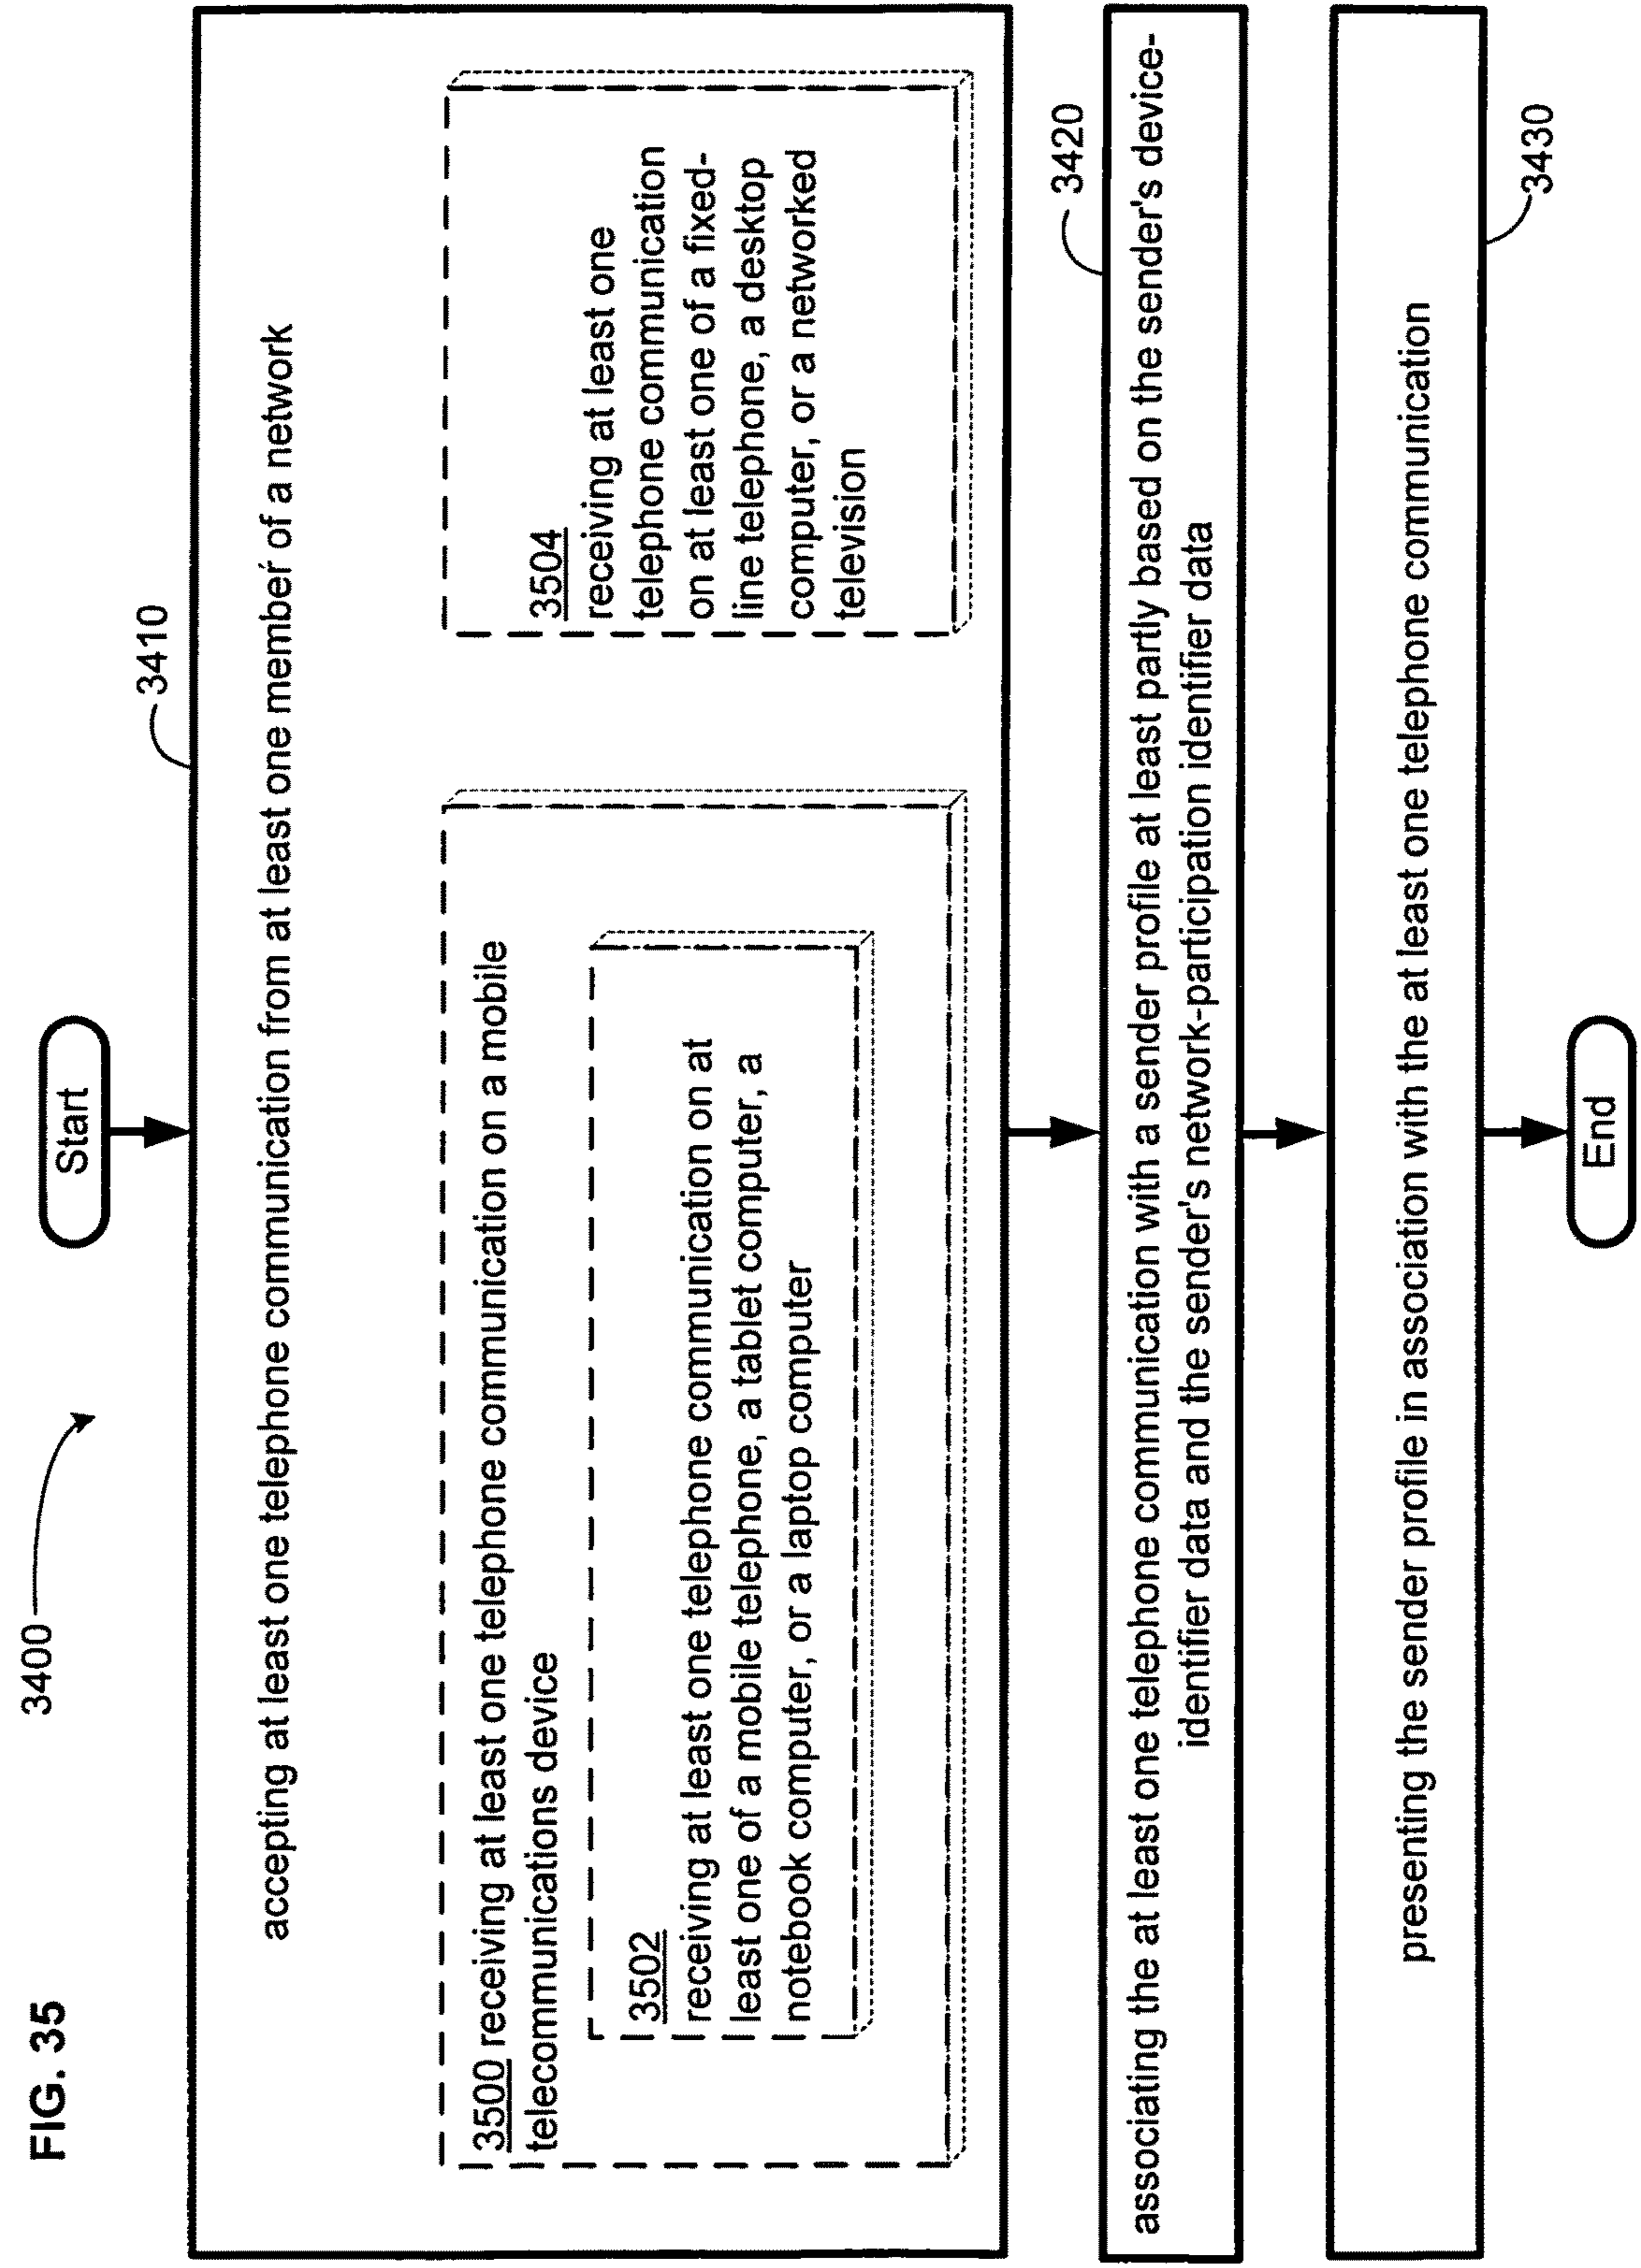 FIG. 35
3400
Start
3410
accepting at least one telephone communication from at least one member of a network
3500 receiving at least one telephone communication on a mobile
telecommunications device
3502
receiving at least one telephone communication on at
least one of a mobile telephone, a tablet computer, a
notebook computer, or a laptop computer
3504
receiving at least one
telephone communication
on at least one of a fixed-
line telephone, a desktop
computer, or a networked
television
3420
associating the at least one telephone communication with a sender profile at least partly based on the sender's device-
identifier data and the sender's network-participation identifier data
3430
presenting the sender profile in association with the at least one telephone communication
End